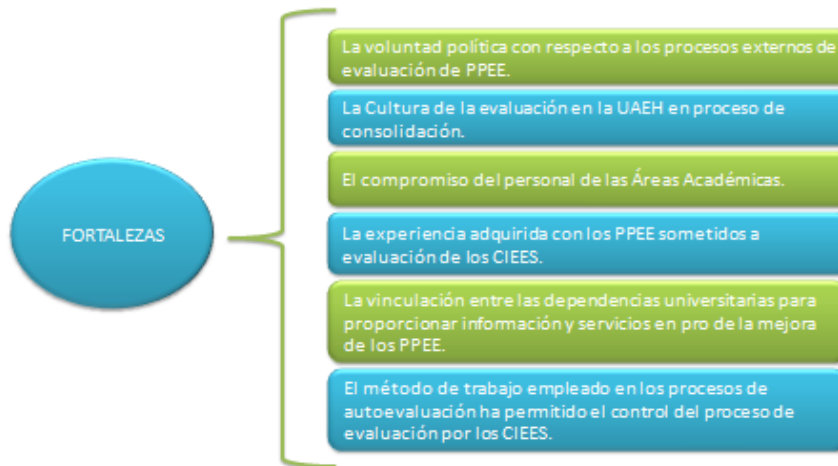 FORTALEZAS
La voluntad política con respecto a los procesos externos de
evaluación de PPEE.
La Cultura de la evaluación en la UAEH en proceso de
consolidación.
El compromiso del personal de las Áreas Académicas.
La experiencia adquirida con los PPEE sometidos a
evaluación de los CIEES.
La vinculación entre las dependencias universitarias para
proporcionar información y servicios en pro de la mejora
de los PPEE.
El método de trabajo empleado en los procesos de
autoevaluación ha permitido el control del proceso de
evaluación por los CIEES.